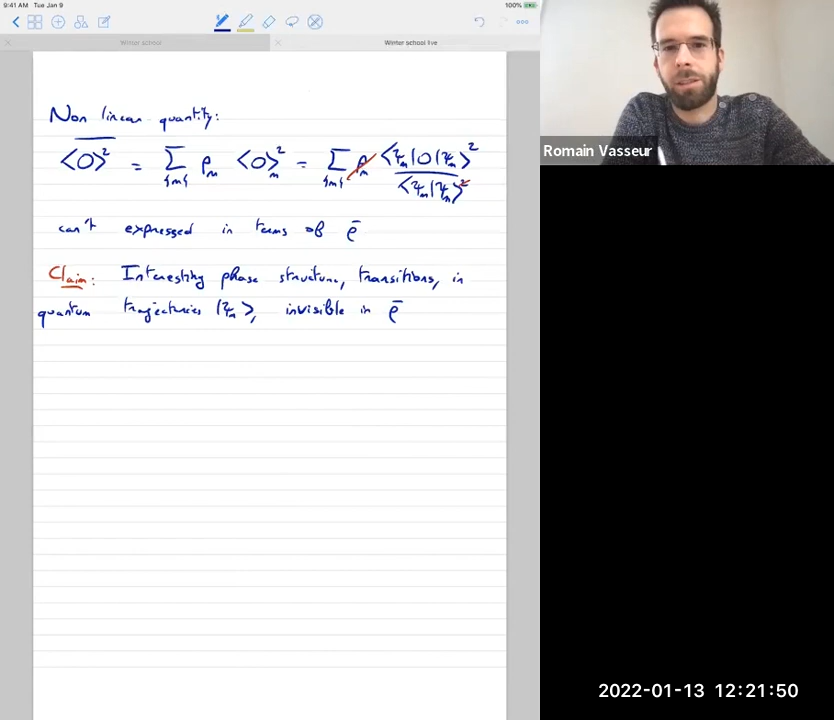 9:41 AM Tue Jan 9
100%
Winter school
Winter school live
Non linear quantity:
<O>² = Σ_{m} p_m <O>_m² = Σ_{m} p_m <ψ_m|O|ψ_m>² / <ψ_m|ψ_m>²
can't expressed in terms of ρ̄
Claim: Interesting phase structure, transitions, in
quantum trajectories |ψ_m>, invisible in ρ̄
Romain Vasseur
2022-01-13 12:21:50